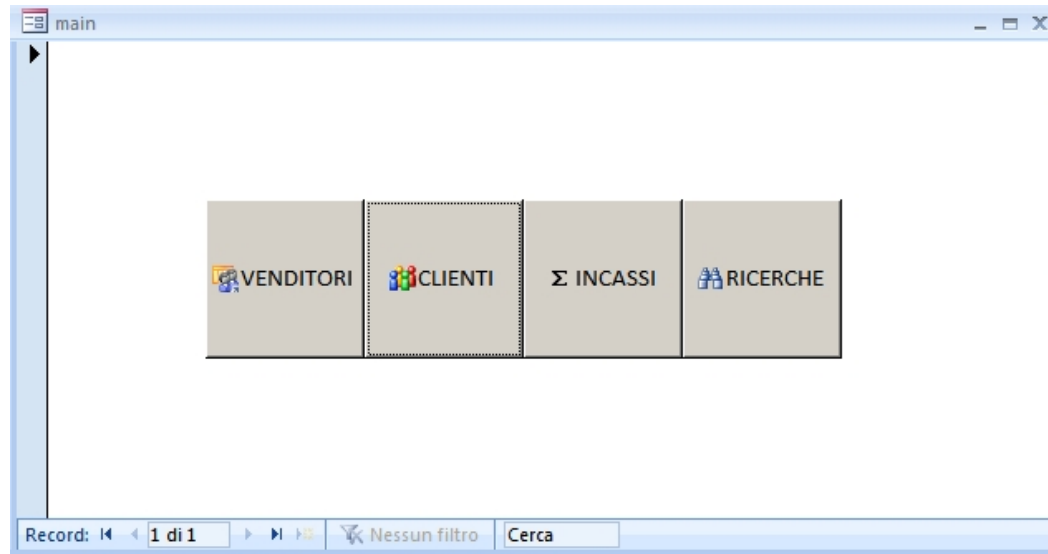 main
VENDITORI CLIENTI Σ INCASSI RICERCHE
Record: 1 di 1 Nessun filtro Cerca